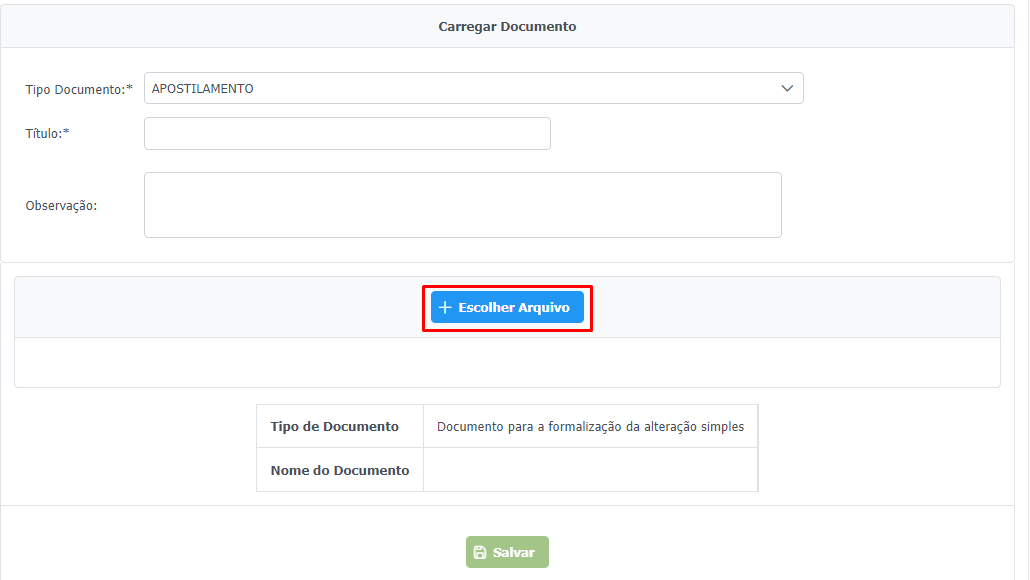 Carregar Documento
Tipo Documento:* APOSTILAMENTO
Título:*
Observação:
Escolher Arquivo
Tipo de Documento Documento para a formalização da alteração simples
Nome do Documento
Salvar